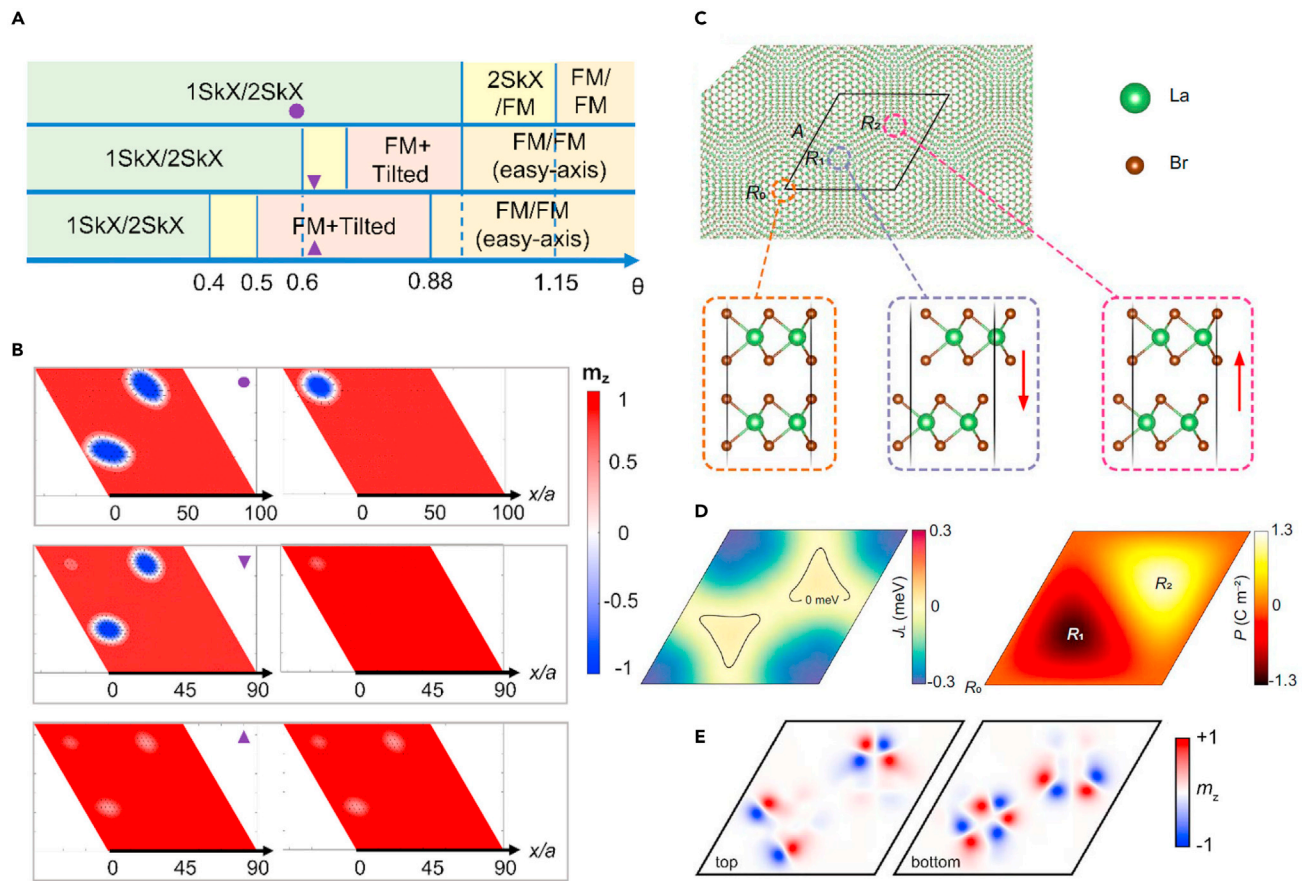 A
1SkX/2SkX
2SkX
/FM
FM/
FM
1SkX/2SkX
FM+
Tilted
FM/FM
(easy-axis)
1SkX/2SkX
FM+Tilted
FM/FM
(easy-axis)
0.4 0.5 0.6 0.88 1.15 θ
B
x/a
0 50 100
x/a
0 50 100
x/a
0 45 90
x/a
0 45 90
x/a
0 45 90
x/a
0 45 90
mz
1
0.5
0
-0.5
-1
C
A
R2
R1
R0
La
Br
D
0 meV
0.3
0
-0.3
JL (meV)
R2
R1
R0
1.3
0
-1.3
P (C m⁻²)
E
top
bottom
+1
mz
-1